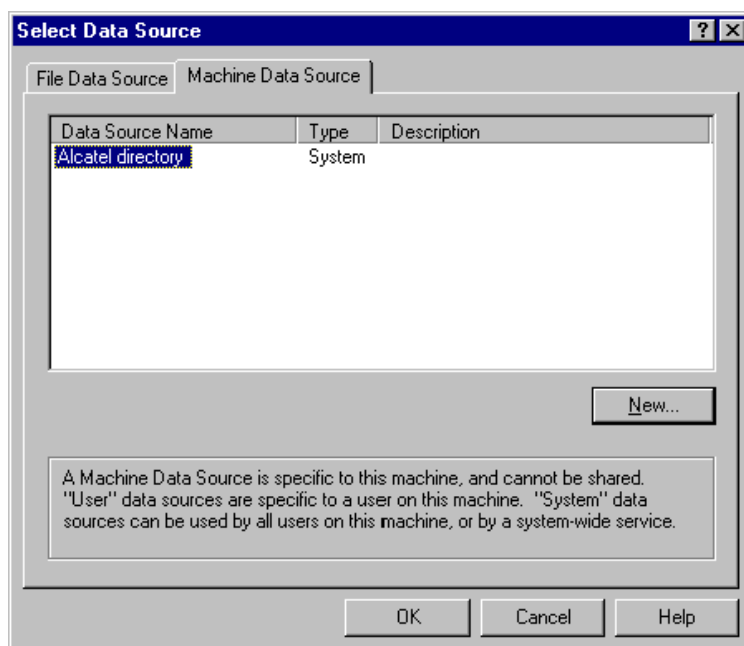 Select Data Source
File Data Source Machine Data Source
Data Source Name Type Description
Alcatel directory System
New...
A Machine Data Source is specific to this machine, and cannot be shared.
"User" data sources are specific to a user on this machine. "System" data
sources can be used by all users on this machine, or by a system-wide service.
OK Cancel Help